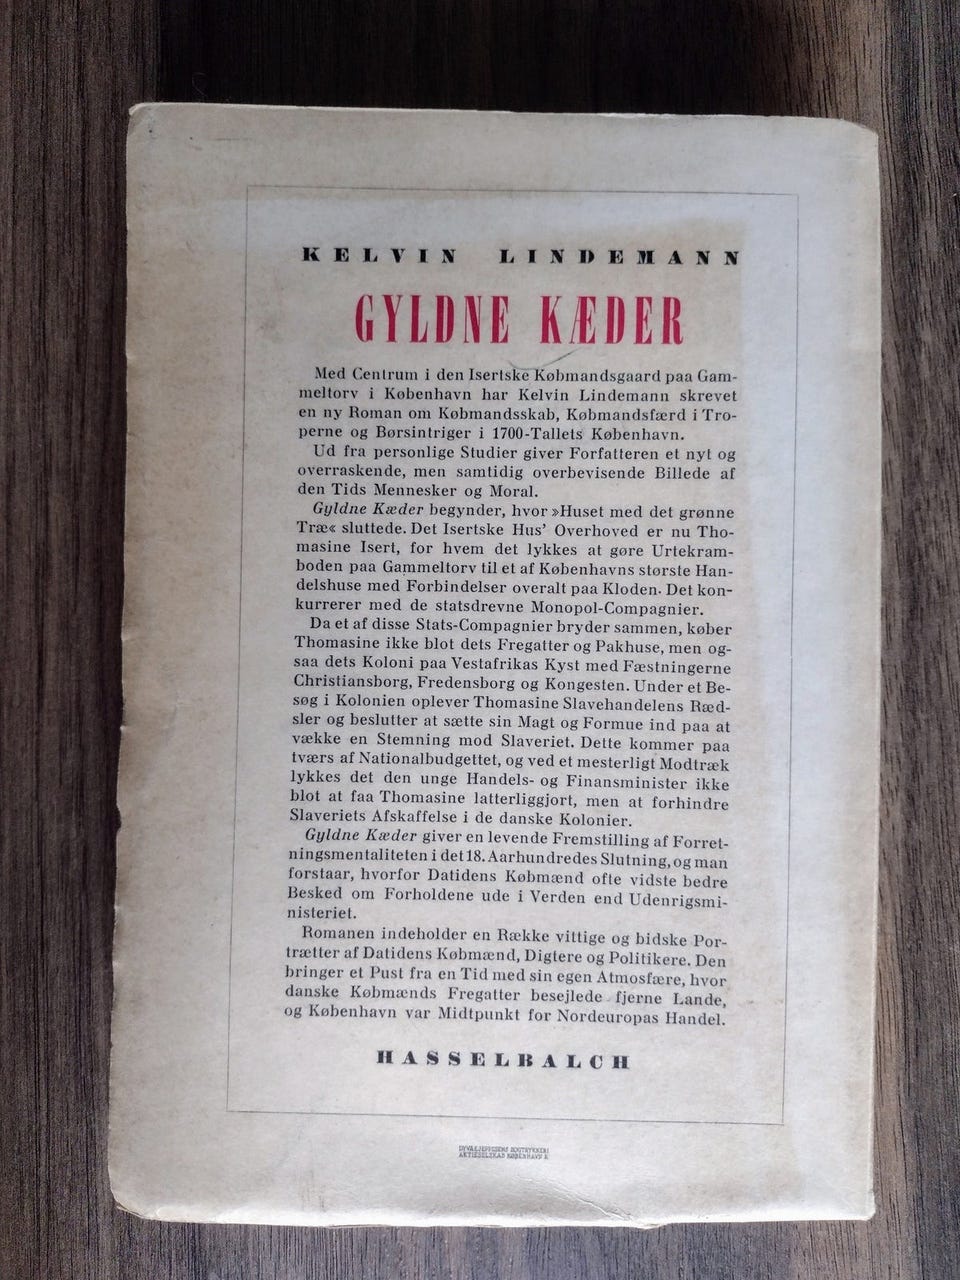 KELVIN LINDEMANN
GYLDNE KÆDER
Med Centrum i den Isertske Købmandsgaard paa Gam-
meltorv i København har Kelvin Lindemann skrevet
en ny Roman om Købmandsskab, Købmandsfærd i Tro-
perne og Børsintriger i 1700-Tallets København.
Ud fra personlige Studier giver Forfatteren et nyt og
overraskende, men samtidig overbevisende Billede af
den Tids Mennesker og Moral.
Gyldne Kæder begynder, hvor »Huset med det grønne
Træ« sluttede. Det Isertske Hus' Overhoved er nu Tho-
masine Isert, for hvem det lykkes at gøre Urtekram-
boden paa Gammeltorv til et af Københavns største Han-
delshuse med Forbindelser overalt paa Kloden. Det kon-
kurrerer med de statsdrevne Monopol-Compagnier.
Da et af disse Stats-Compagnier bryder sammen, køber
Thomasine ikke blot dets Fregatter og Pakhuse, men og-
saa dets Koloni paa Vestafrikas Kyst med Fæstningerne
Christiansborg, Fredensborg og Kongesten. Under et Be-
søg i Kolonien oplever Thomasine Slavehandelens Ræd-
sler og beslutter at sætte sin Magt og Formue ind paa at
vække en Stemning mod Slaveriet. Dette kommer paa
tværs af Nationalbudgettet, og ved et mesterligt Modtræk
lykkes det den unge Handels- og Finansminister ikke
blot at faa Thomasine latterliggjort, men at forhindre
Slaveriets Afskaffelse i de danske Kolonier.
Gyldne Kæder giver en levende Fremstilling af Forret-
ningsmentaliteten i det 18. Aarhundredes Slutning, og man
forstaar, hvorfor Datidens Købmænd ofte vidste bedre
Besked om Forholdene ude i Verden end Udenrigsmi-
nisteriet.
Romanen indeholder en Række vittige og bidske Por-
trætter af Datidens Købmænd, Digtere og Politikere. Den
bringer et Pust fra en Tid med sin egen Atmosfære, hvor
danske Købmænds Fregatter besejlede fjerne Lande,
og København var Midtpunkt for Nordeuropas Handel.
HASSELBALCH
BOGTRYKKERI
AKTIESELSKAB KØBENHAVN K